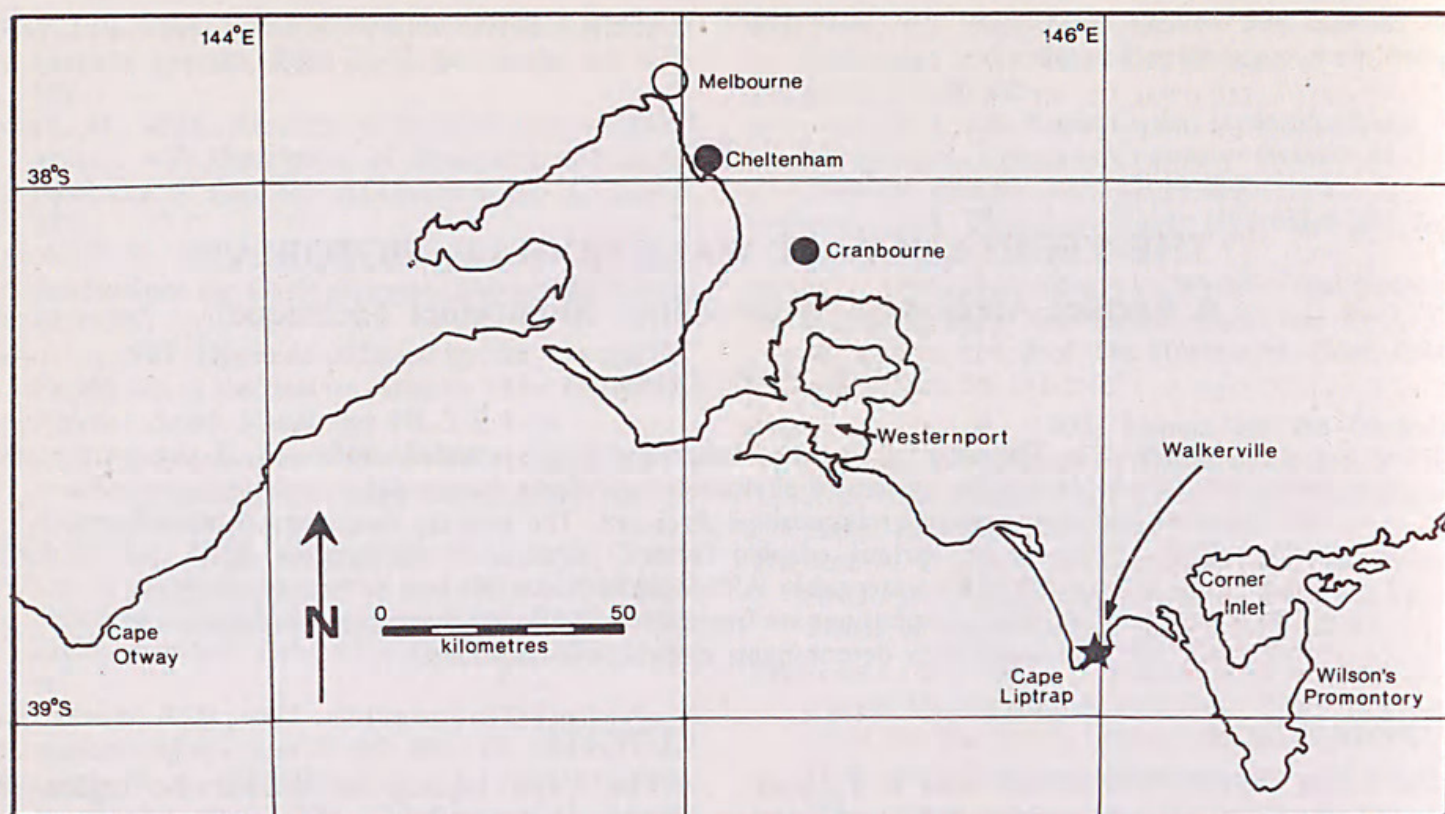 144°E
146°E
Melbourne
Cheltenham
38°S
Cranbourne
Westernport
Walkerville
Corner
Inlet
N
0 50
kilometres
Cape
Otway
Cape
Liptrap
Wilson's
Promontory
39°S